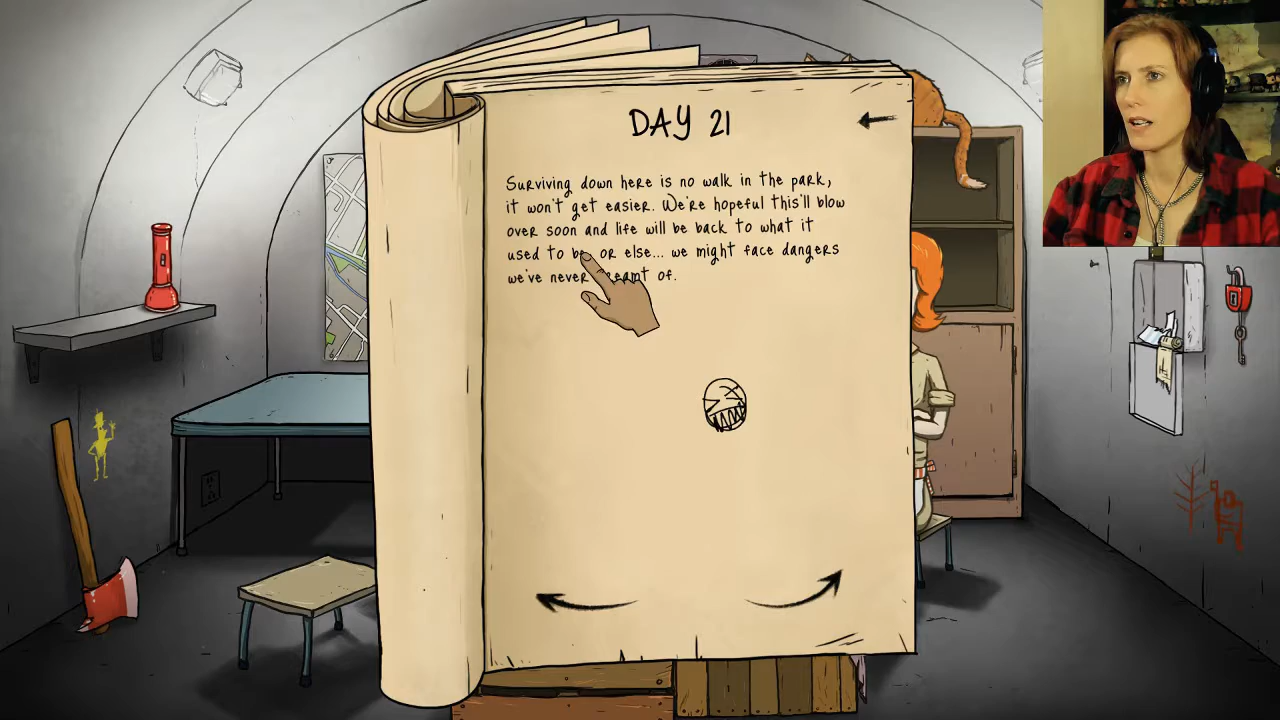 DAY 21
Surviving down here is no walk in the park,
it won't get easier. We're hopeful this'll blow
over soon and life will be back to what it
used to be or else... we might face dangers
we've never dreamt of.